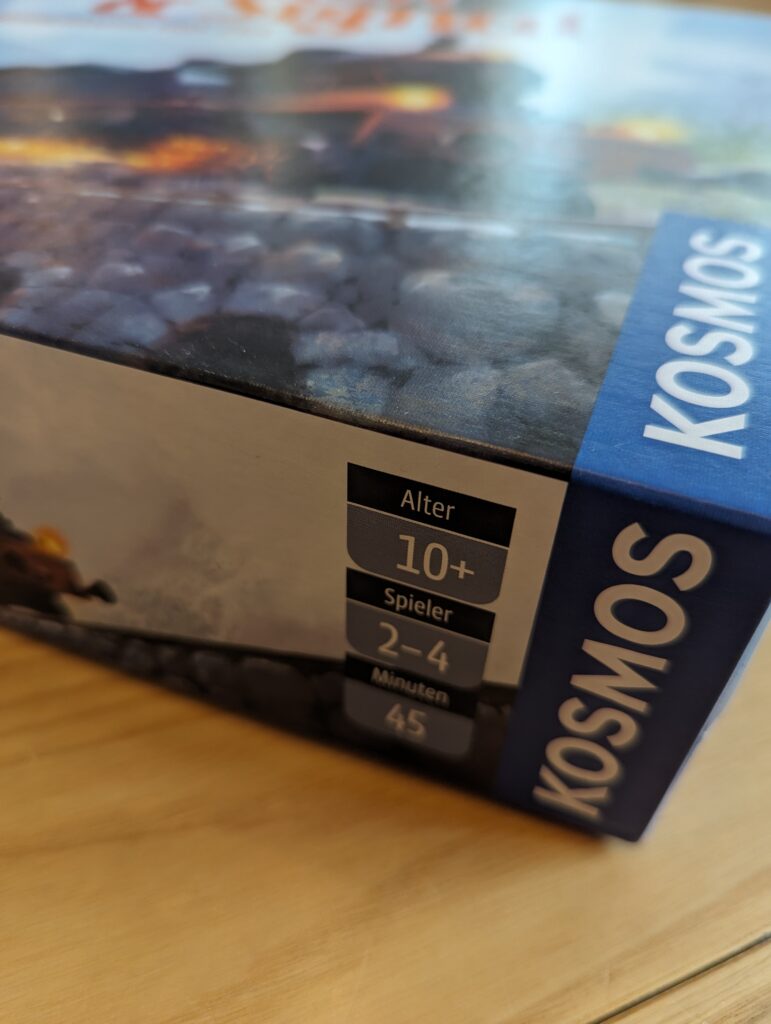 KOSMOS
Alter
10+
Spieler
2–4
Minuten
45
KOSMOS